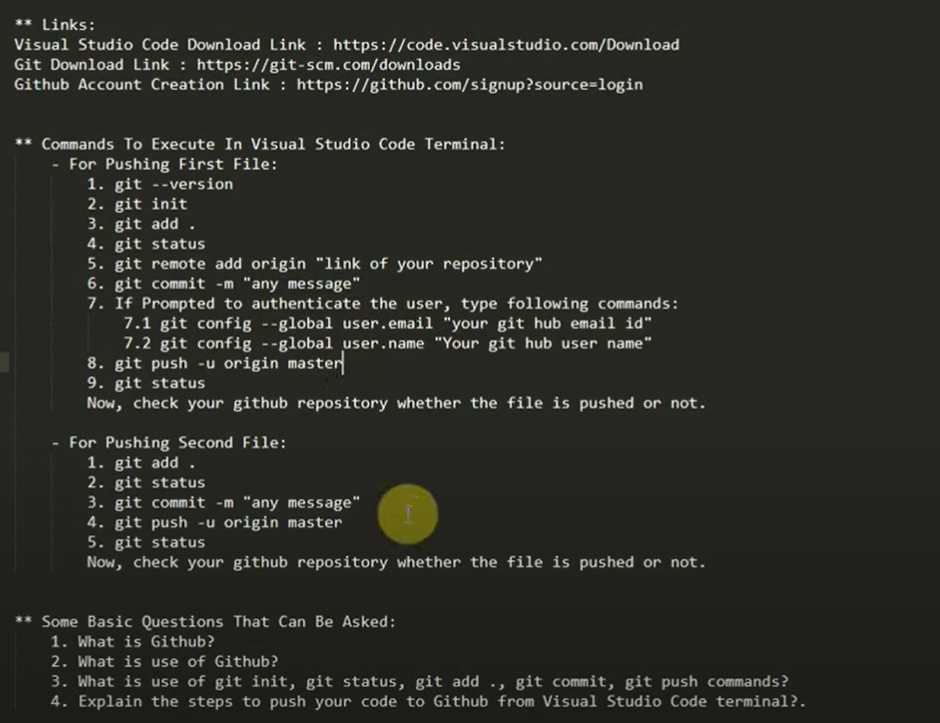 ** Links:
Visual Studio Code Download Link : https://code.visualstudio.com/Download
Git Download Link : https://git-scm.com/downloads
Github Account Creation Link : https://github.com/signup?source=login
** Commands To Execute In Visual Studio Code Terminal:
- For Pushing First File:
1. git --version
2. git init
3. git add .
4. git status
5. git remote add origin "link of your repository"
6. git commit -m "any message"
7. If Prompted to authenticate the user, type following commands:
7.1 git config --global user.email "your git hub email id"
7.2 git config --global user.name "Your git hub user name"
8. git push -u origin master
9. git status
Now, check your github repository whether the file is pushed or not.
- For Pushing Second File:
1. git add .
2. git status
3. git commit -m "any message"
4. git push -u origin master
5. git status
Now, check your github repository whether the file is pushed or not.
** Some Basic Questions That Can Be Asked:
1. What is Github?
2. What is use of Github?
3. What is use of git init, git status, git add ., git commit, git push commands?
4. Explain the steps to push your code to Github from Visual Studio Code terminal?.